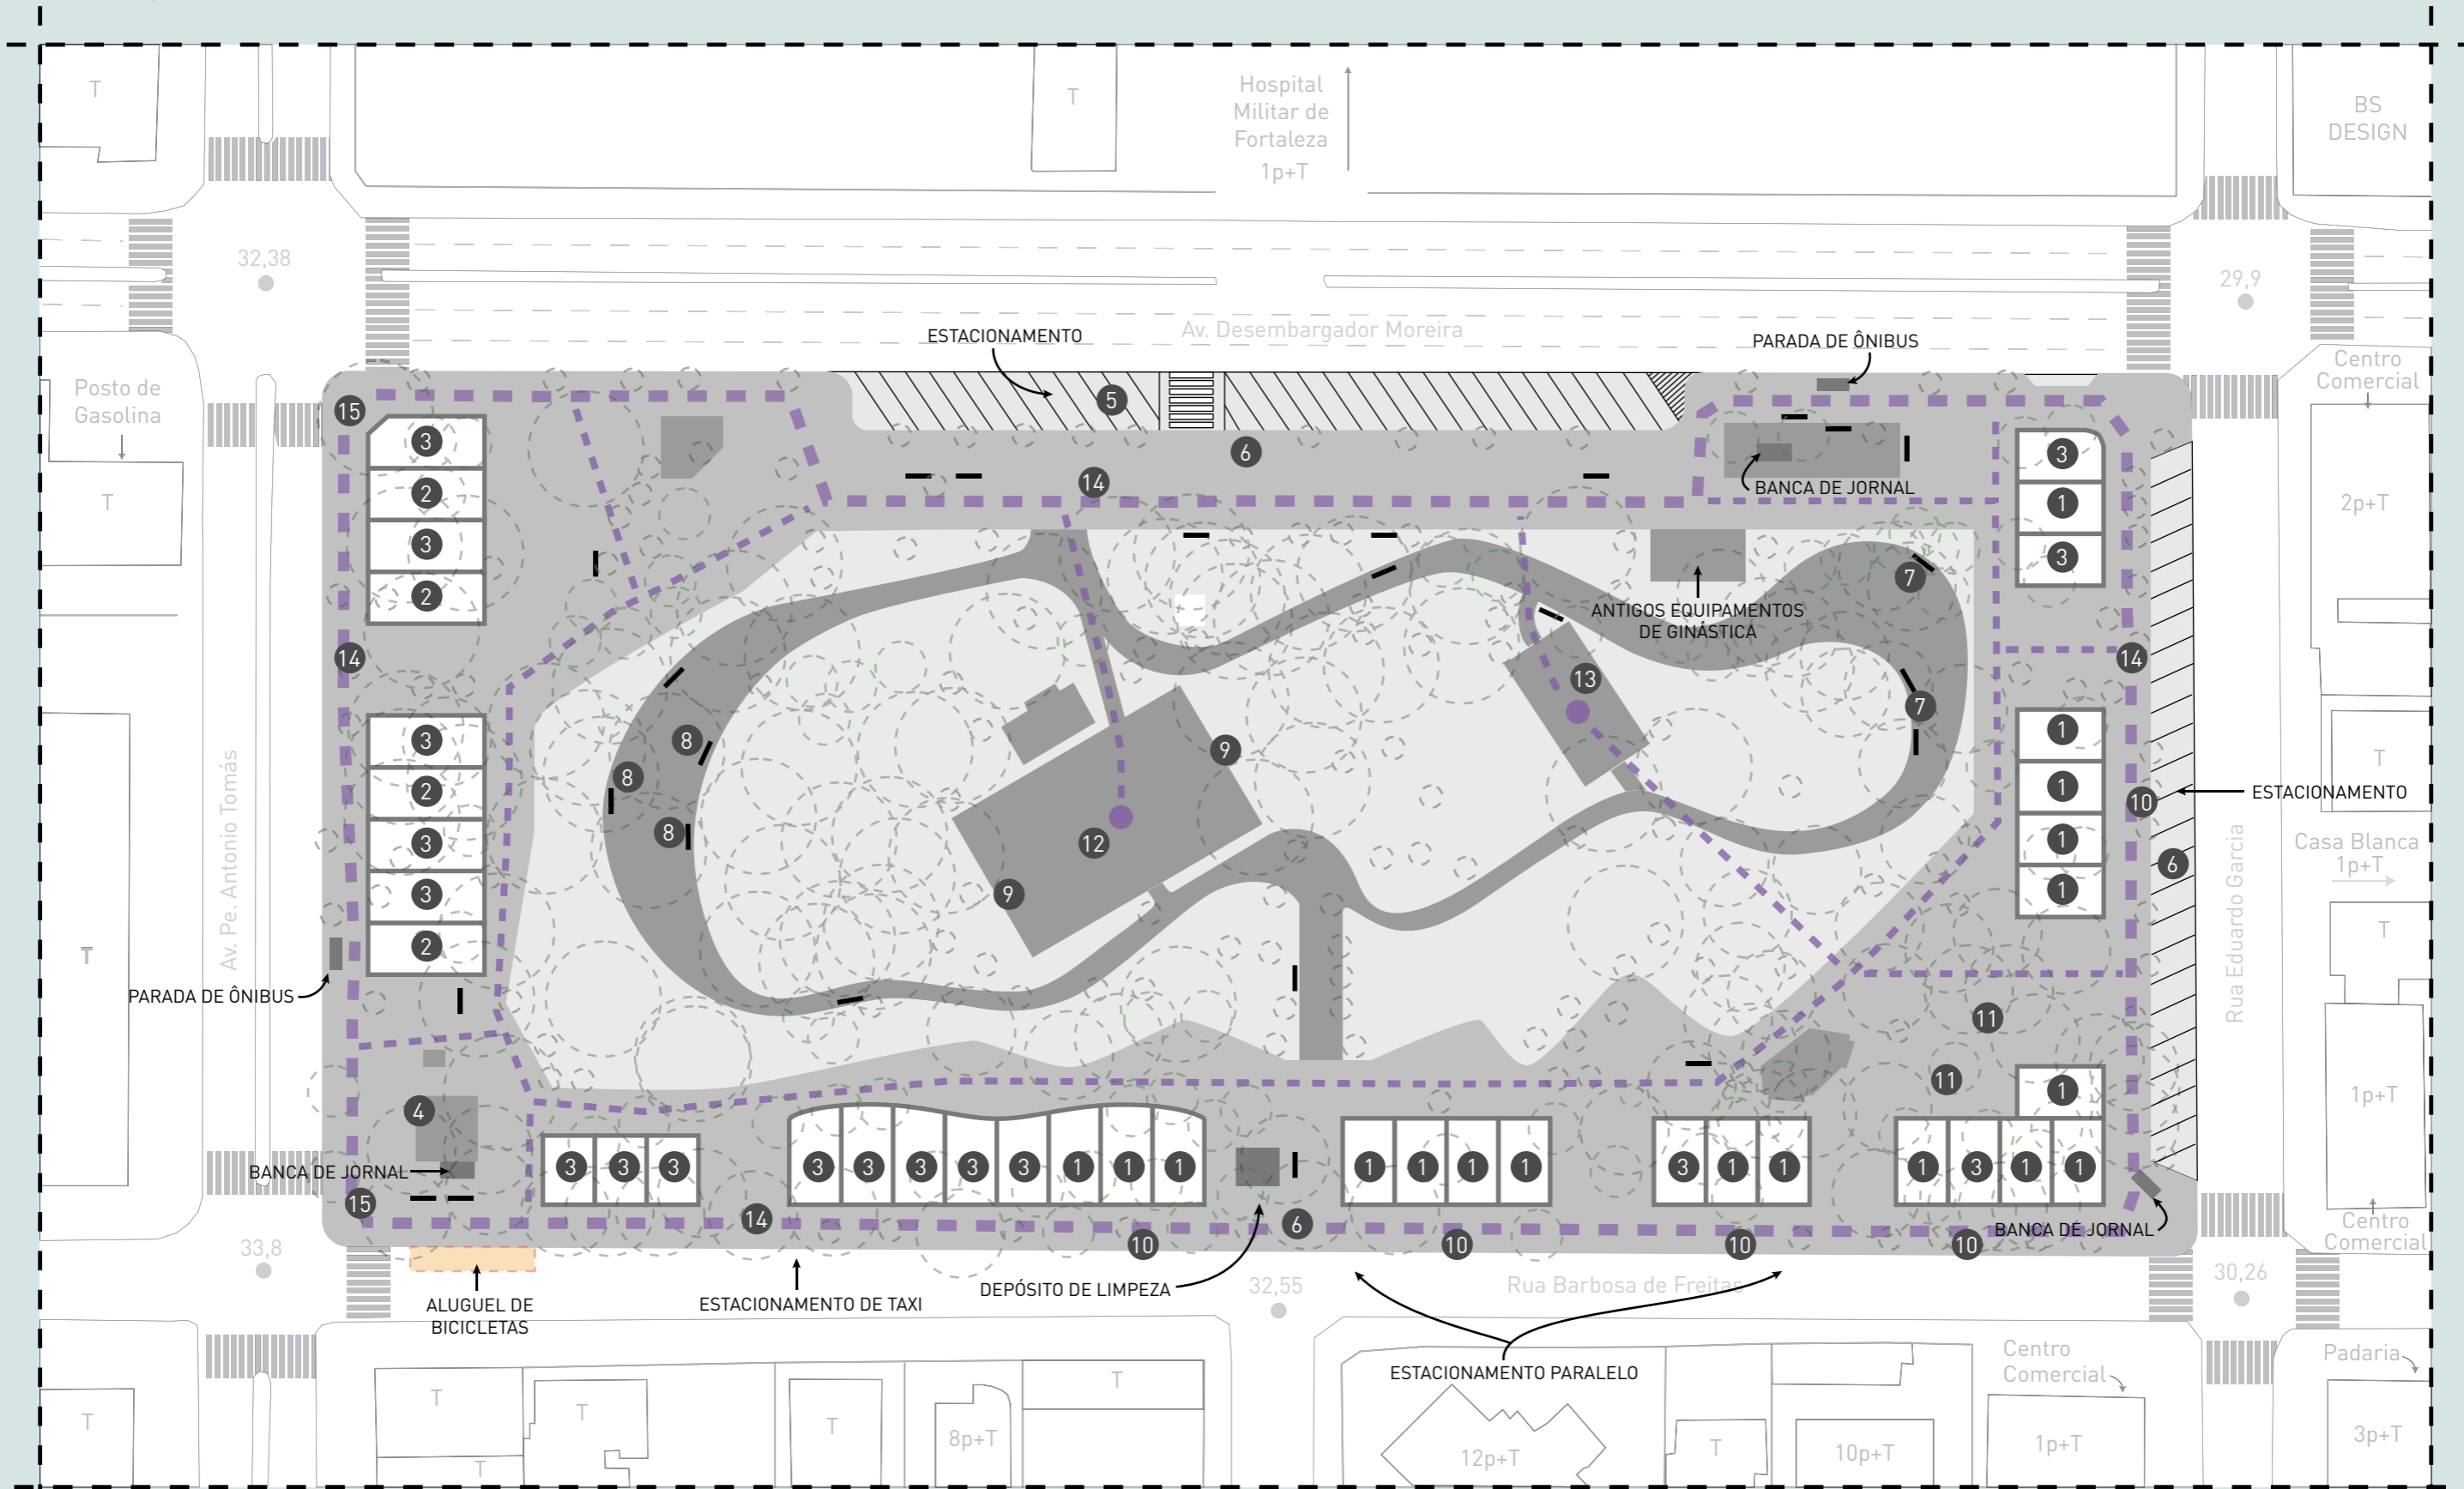 T
T
Hospital
Militar de
Fortaleza
1p+T
BS
DESIGN
32,38
29,9
Av. Desembargador Moreira
ESTACIONAMENTO
PARADA DE ÔNIBUS
Posto de
Gasolina
T
Centro
Comercial
2p+T
5
15
6
14
3
2
3
2
BANCA DE JORNAL
3
1
3
7
ANTIGOS EQUIPAMENTOS
DE GINÁSTICA
14
14
13
7
3
2
3
3
2
8
8
8
9
12
9
1
1
1
1
10
ESTACIONAMENTO
6
T
Casa Blanca
1p+T
T
Av. Pe. Antonio Tomás
Rua Eduardo Garcia
T
PARADA DE ÔNIBUS
11
11
1
1p+T
4
BANCA DE JORNAL
15
3
3
3
3
3
3
3
3
1
1
1
1
1
1
1
3
1
1
1
3
1
1
14
10
6
10
10
10
BANCA DE JORNAL
Centro
Comercial
33,8
ALUGUEL DE
BICICLETAS
ESTACIONAMENTO DE TAXI
DEPÓSITO DE LIMPEZA
32,55
Rua Barbosa de Freitas
30,26
ESTACIONAMENTO PARALELO
Centro
Comercial
Padaria
T
T
T
T
T
8p+T
T
12p+T
T
10p+T
1p+T
3p+T